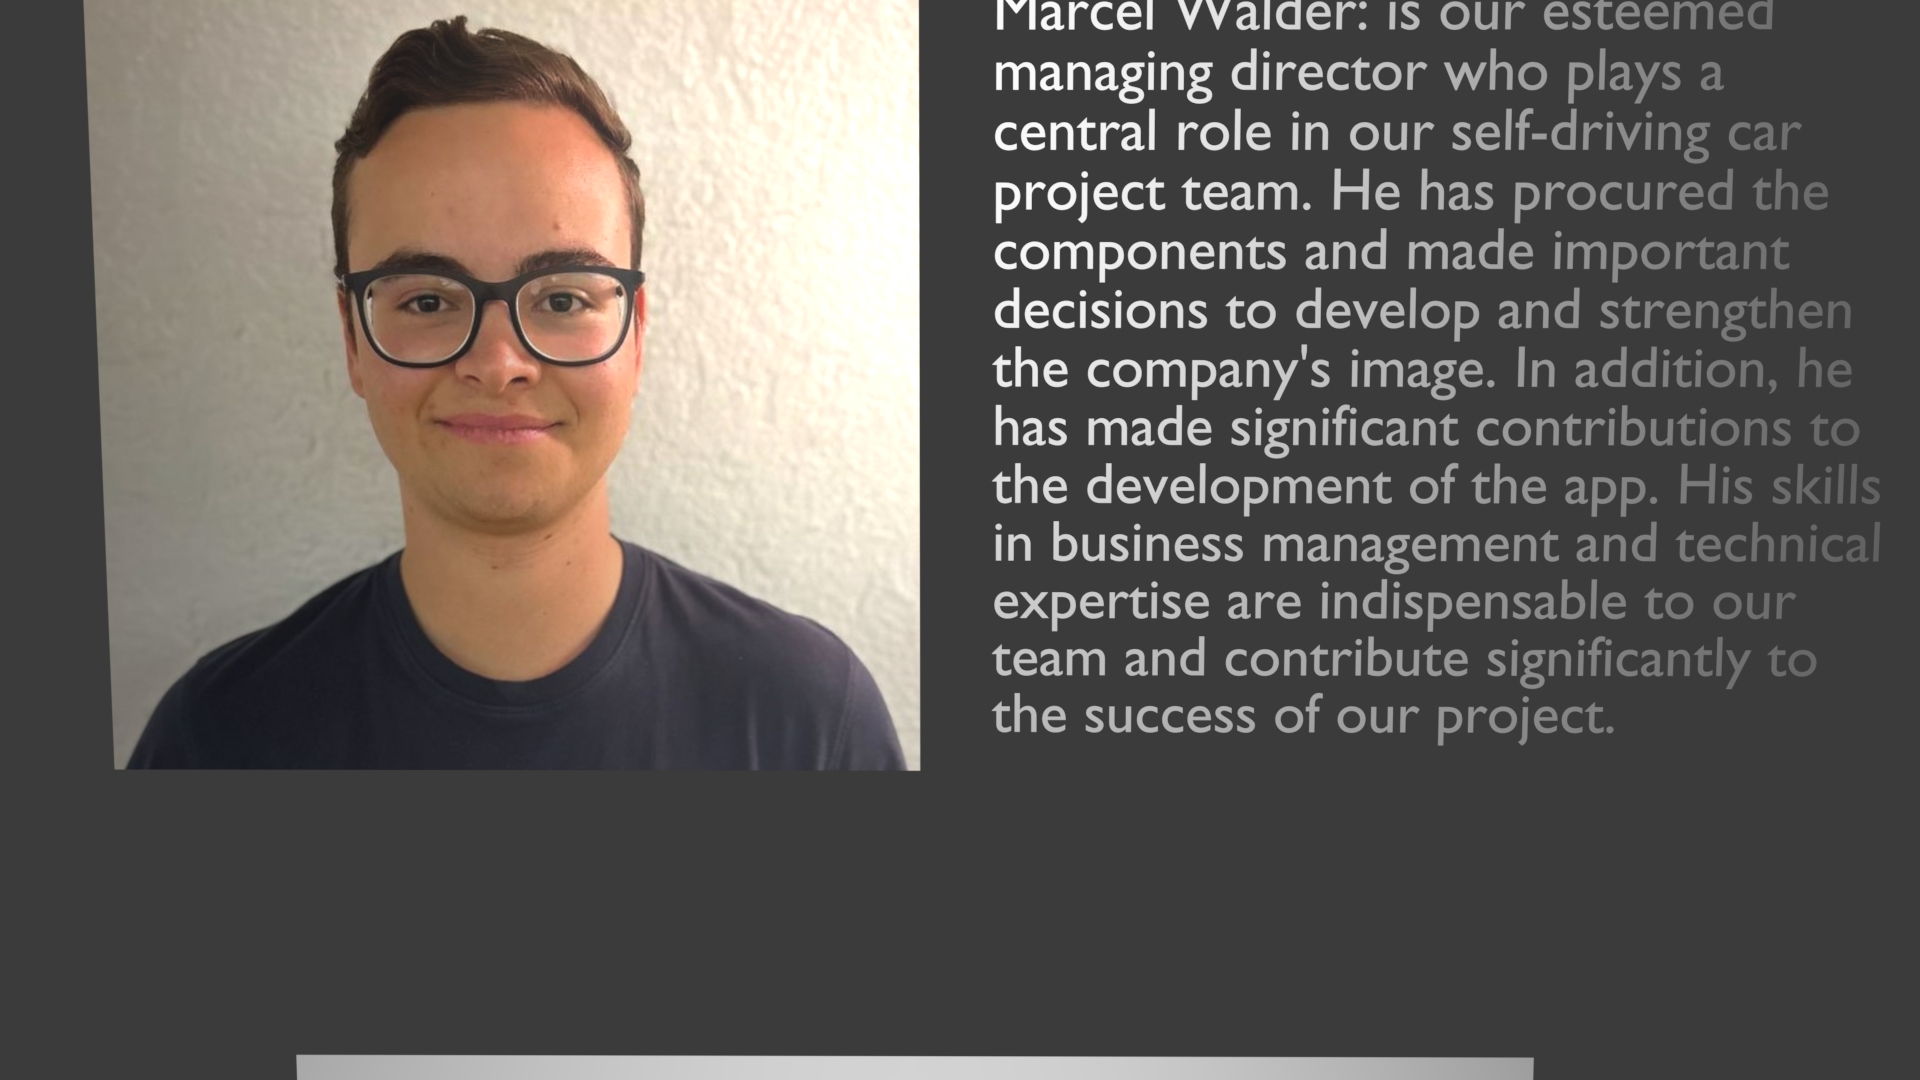 Marcel Walder: is our esteemed
managing director who plays a
central role in our self-driving car
project team. He has procured the
components and made important
decisions to develop and strengthen
the company's image. In addition, he
has made significant contributions to
the development of the app. His skills
in business management and technical
expertise are indispensable to our
team and contribute significantly to
the success of our project.